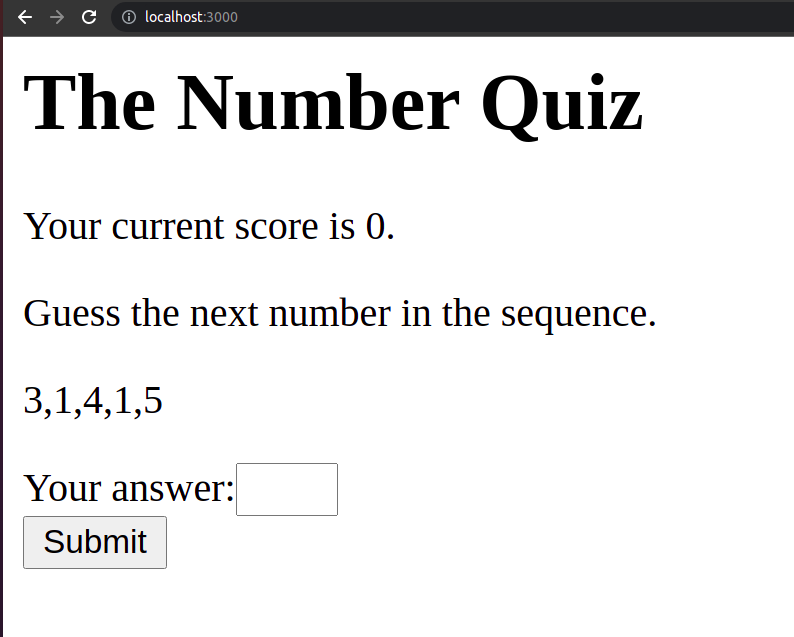 localhost:3000
The Number Quiz
Your current score is 0.
Guess the next number in the sequence.
3,1,4,1,5
Your answer:
Submit